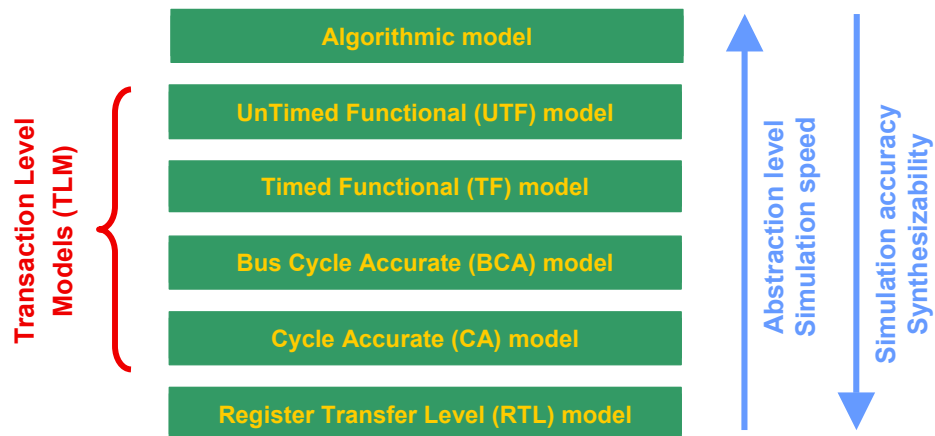 Algorithmic model
UnTimed Functional (UTF) model
Timed Functional (TF) model
Bus Cycle Accurate (BCA) model
Cycle Accurate (CA) model
Register Transfer Level (RTL) model
Transaction Level
Models (TLM)
Abstraction level
Simulation speed
Simulation accuracy
Synthesizability